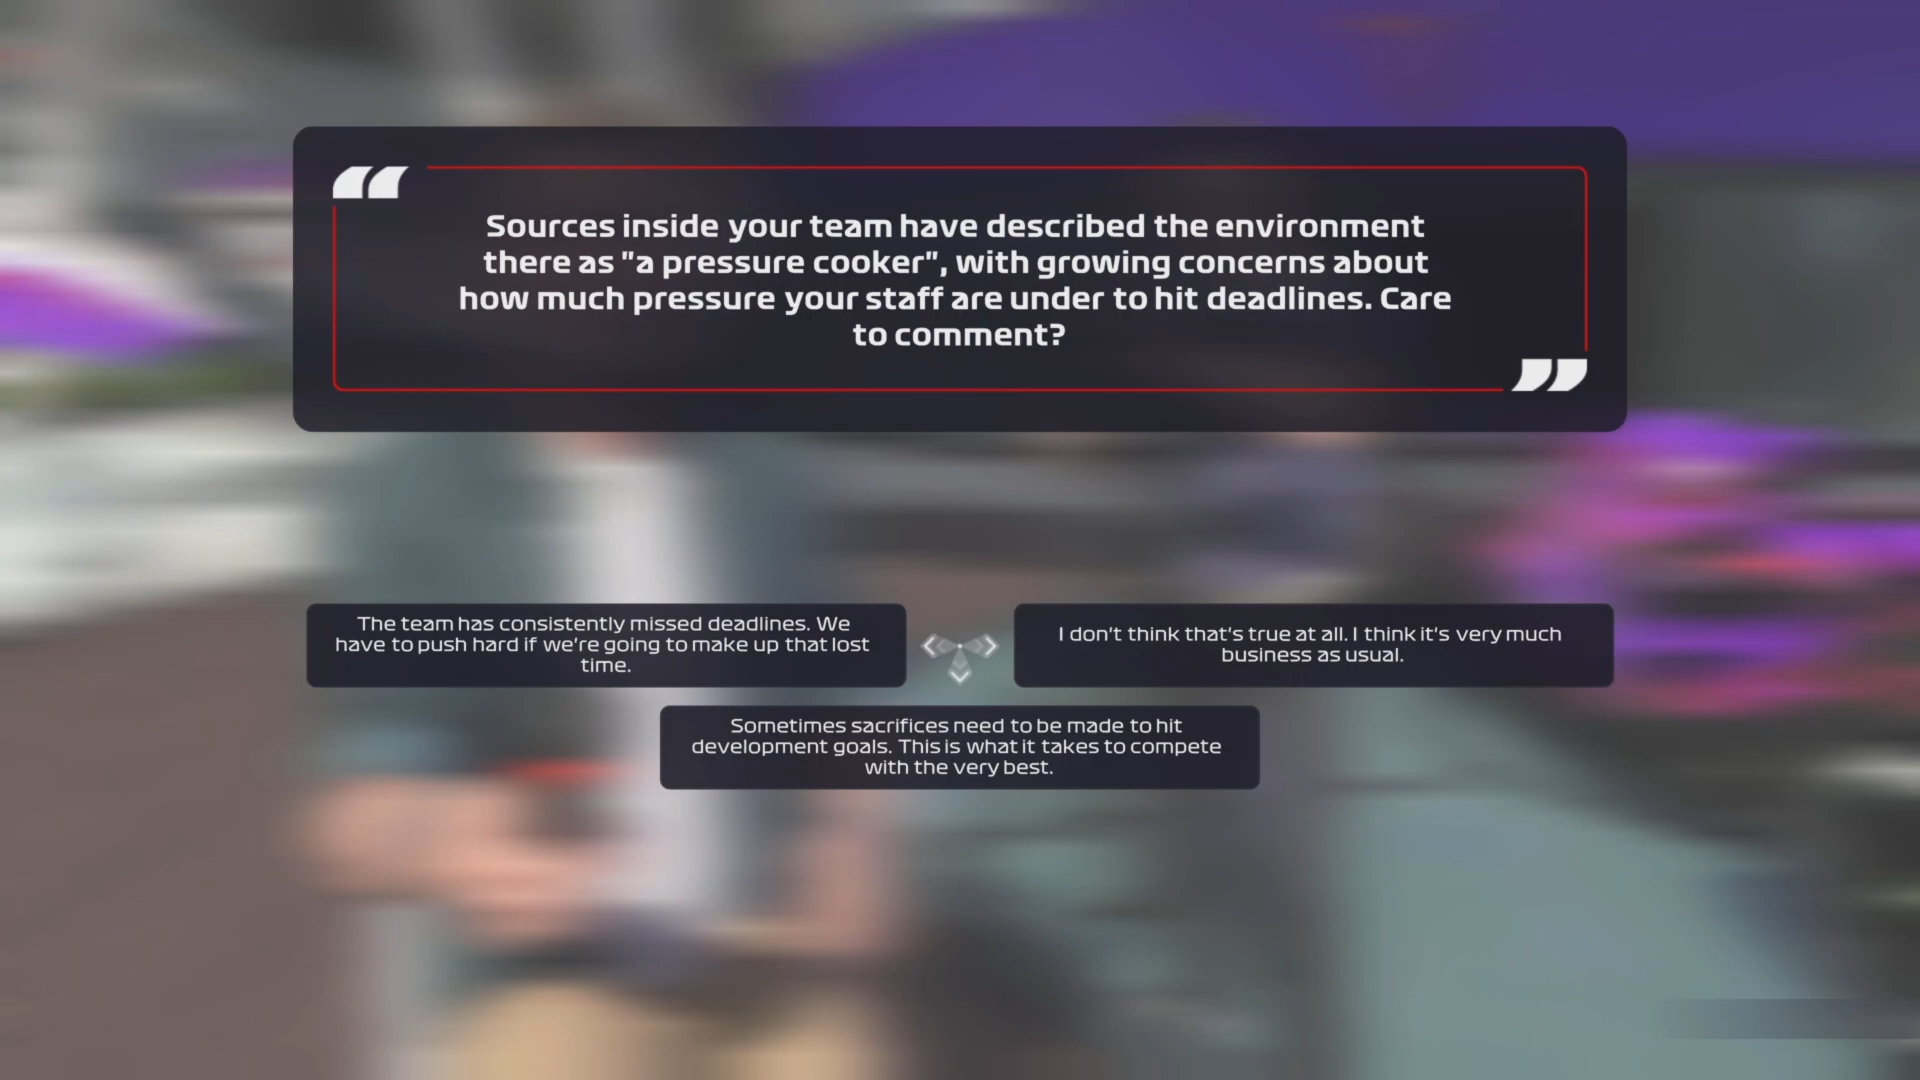 Sources inside your team have described the environment
there as "a pressure cooker", with growing concerns about
how much pressure your staff are under to hit deadlines. Care
to comment?
The team has consistently missed deadlines. We
have to push hard if we're going to make up that lost
time.
I don't think that's true at all. I think it's very much
business as usual.
Sometimes sacrifices need to be made to hit
development goals. This is what it takes to compete
with the very best.